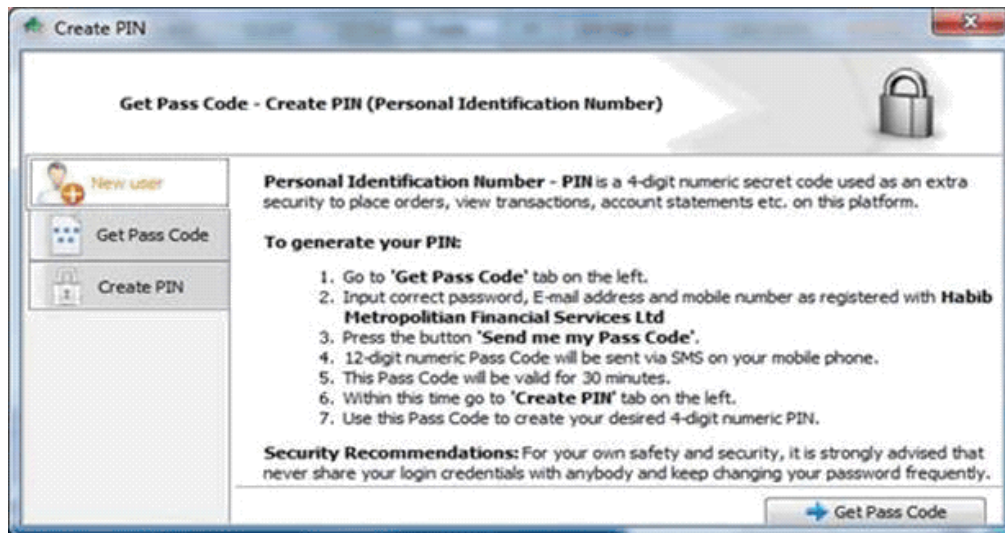 Create PIN
Get Pass Code - Create PIN (Personal Identification Number)
New user
Get Pass Code
Create PIN
Personal Identification Number - PIN is a 4-digit numeric secret code used as an extra
security to place orders, view transactions, account statements etc. on this platform.
To generate your PIN:
1. Go to 'Get Pass Code' tab on the left.
2. Input correct password, E-mail address and mobile number as registered with Habib
Metropolitian Financial Services Ltd
3. Press the button 'Send me my Pass Code'.
4. 12-digit numeric Pass Code will be sent via SMS on your mobile phone.
5. This Pass Code will be valid for 30 minutes.
6. Within this time go to 'Create PIN' tab on the left.
7. Use this Pass Code to create your desired 4-digit numeric PIN.
Security Recommendations: For your own safety and security, it is strongly advised that
never share your login credentials with anybody and keep changing your password frequently.
Get Pass Code